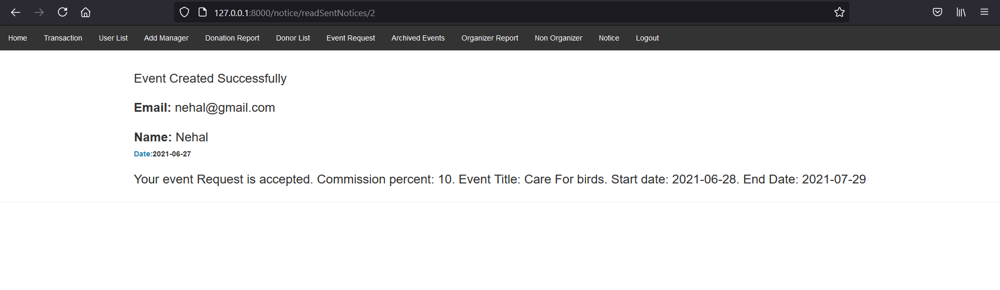 127.0.0.1:8000/notice/readSentNotices/2
Home Transaction User List Add Manager Donation Report Donor List Event Request Archived Events Organizer Report Non Organizer Notice Logout
Event Created Successfully
Email: nehal@gmail.com
Name: Nehal
Date:2021-06-27
Your event Request is accepted. Commission percent: 10. Event Title: Care For birds. Start date: 2021-06-28. End Date: 2021-07-29